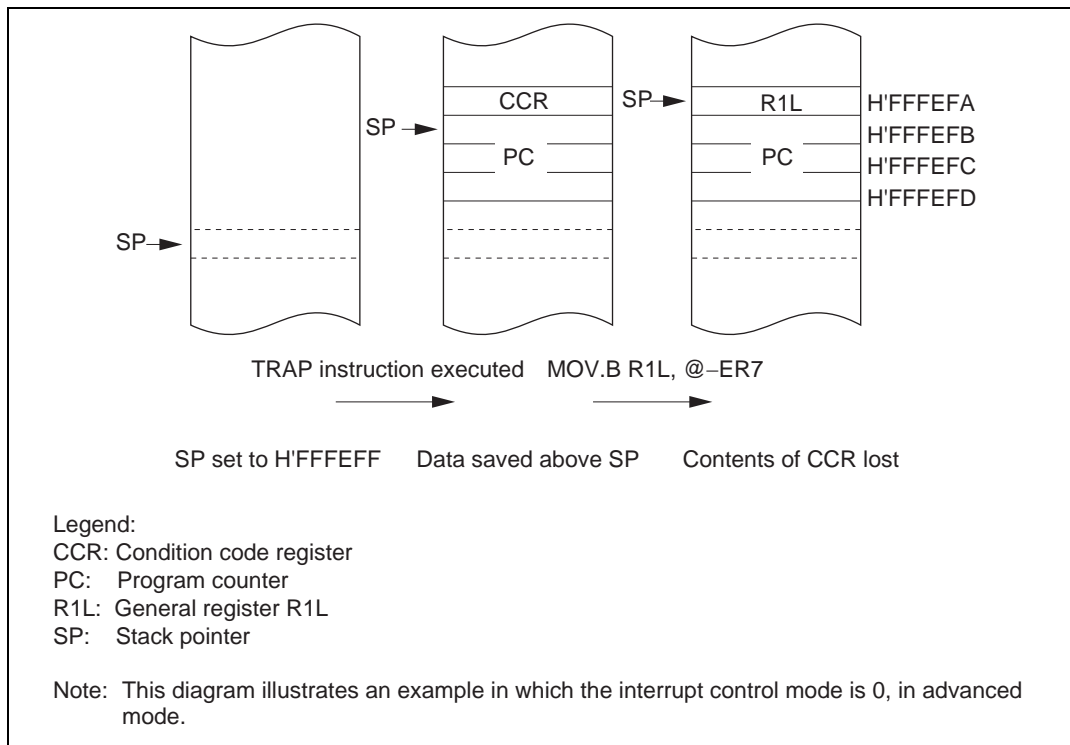 CCR SP R1L H'FFFEFA
SP H'FFFEFB
PC PC H'FFFEFC
H'FFFEFD
SP
TRAP instruction executed MOV.B R1L, @–ER7
SP set to H'FFFEFF Data saved above SP Contents of CCR lost
Legend:
CCR: Condition code register
PC: Program counter
R1L: General register R1L
SP: Stack pointer
Note: This diagram illustrates an example in which the interrupt control mode is 0, in advanced
mode.